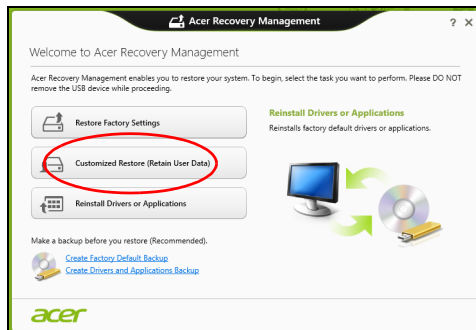 Acer Recovery Management
? X
Welcome to Acer Recovery Management
Acer Recovery Management enables you to restore your system. To begin, select the task you want to perform. Please DO NOT
remove the USB device while proceeding.
Restore Factory Settings
Customized Restore (Retain User Data)
Reinstall Drivers or Applications
Reinstall Drivers or Applications
Reinstalls factory default drivers or applications.
Make a backup before you restore (Recommended).
Create Factory Default Backup
Create Drivers and Applications Backup
acer